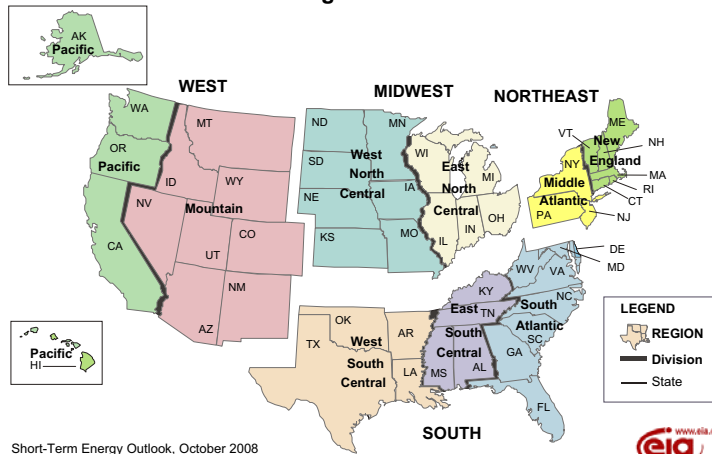 AK
Pacific
WEST
MIDWEST
NORTHEAST
WA
MT
ND
MN
ME
OR
VT
New
NH
Pacific
SD
West
WI
East
MI
NY
England
ID
WY
North
North
Middle
MA
NV
Mountain
NE
IA
Central
Central
Atlantic
RI
CT
CA
UT
CO
KS
MO
IL
IN
OH
PA
NJ
AZ
NM
DE
MD
WV
VA
KY
NC
East
TN
South
Atlantic
SC
OK
AR
West
South
South
Central
Central
TX
LA
MS
AL
GA
FL
SOUTH
Pacific
HI
LEGEND
REGION
Division
State
Short-Term Energy Outlook, October 2008
eia